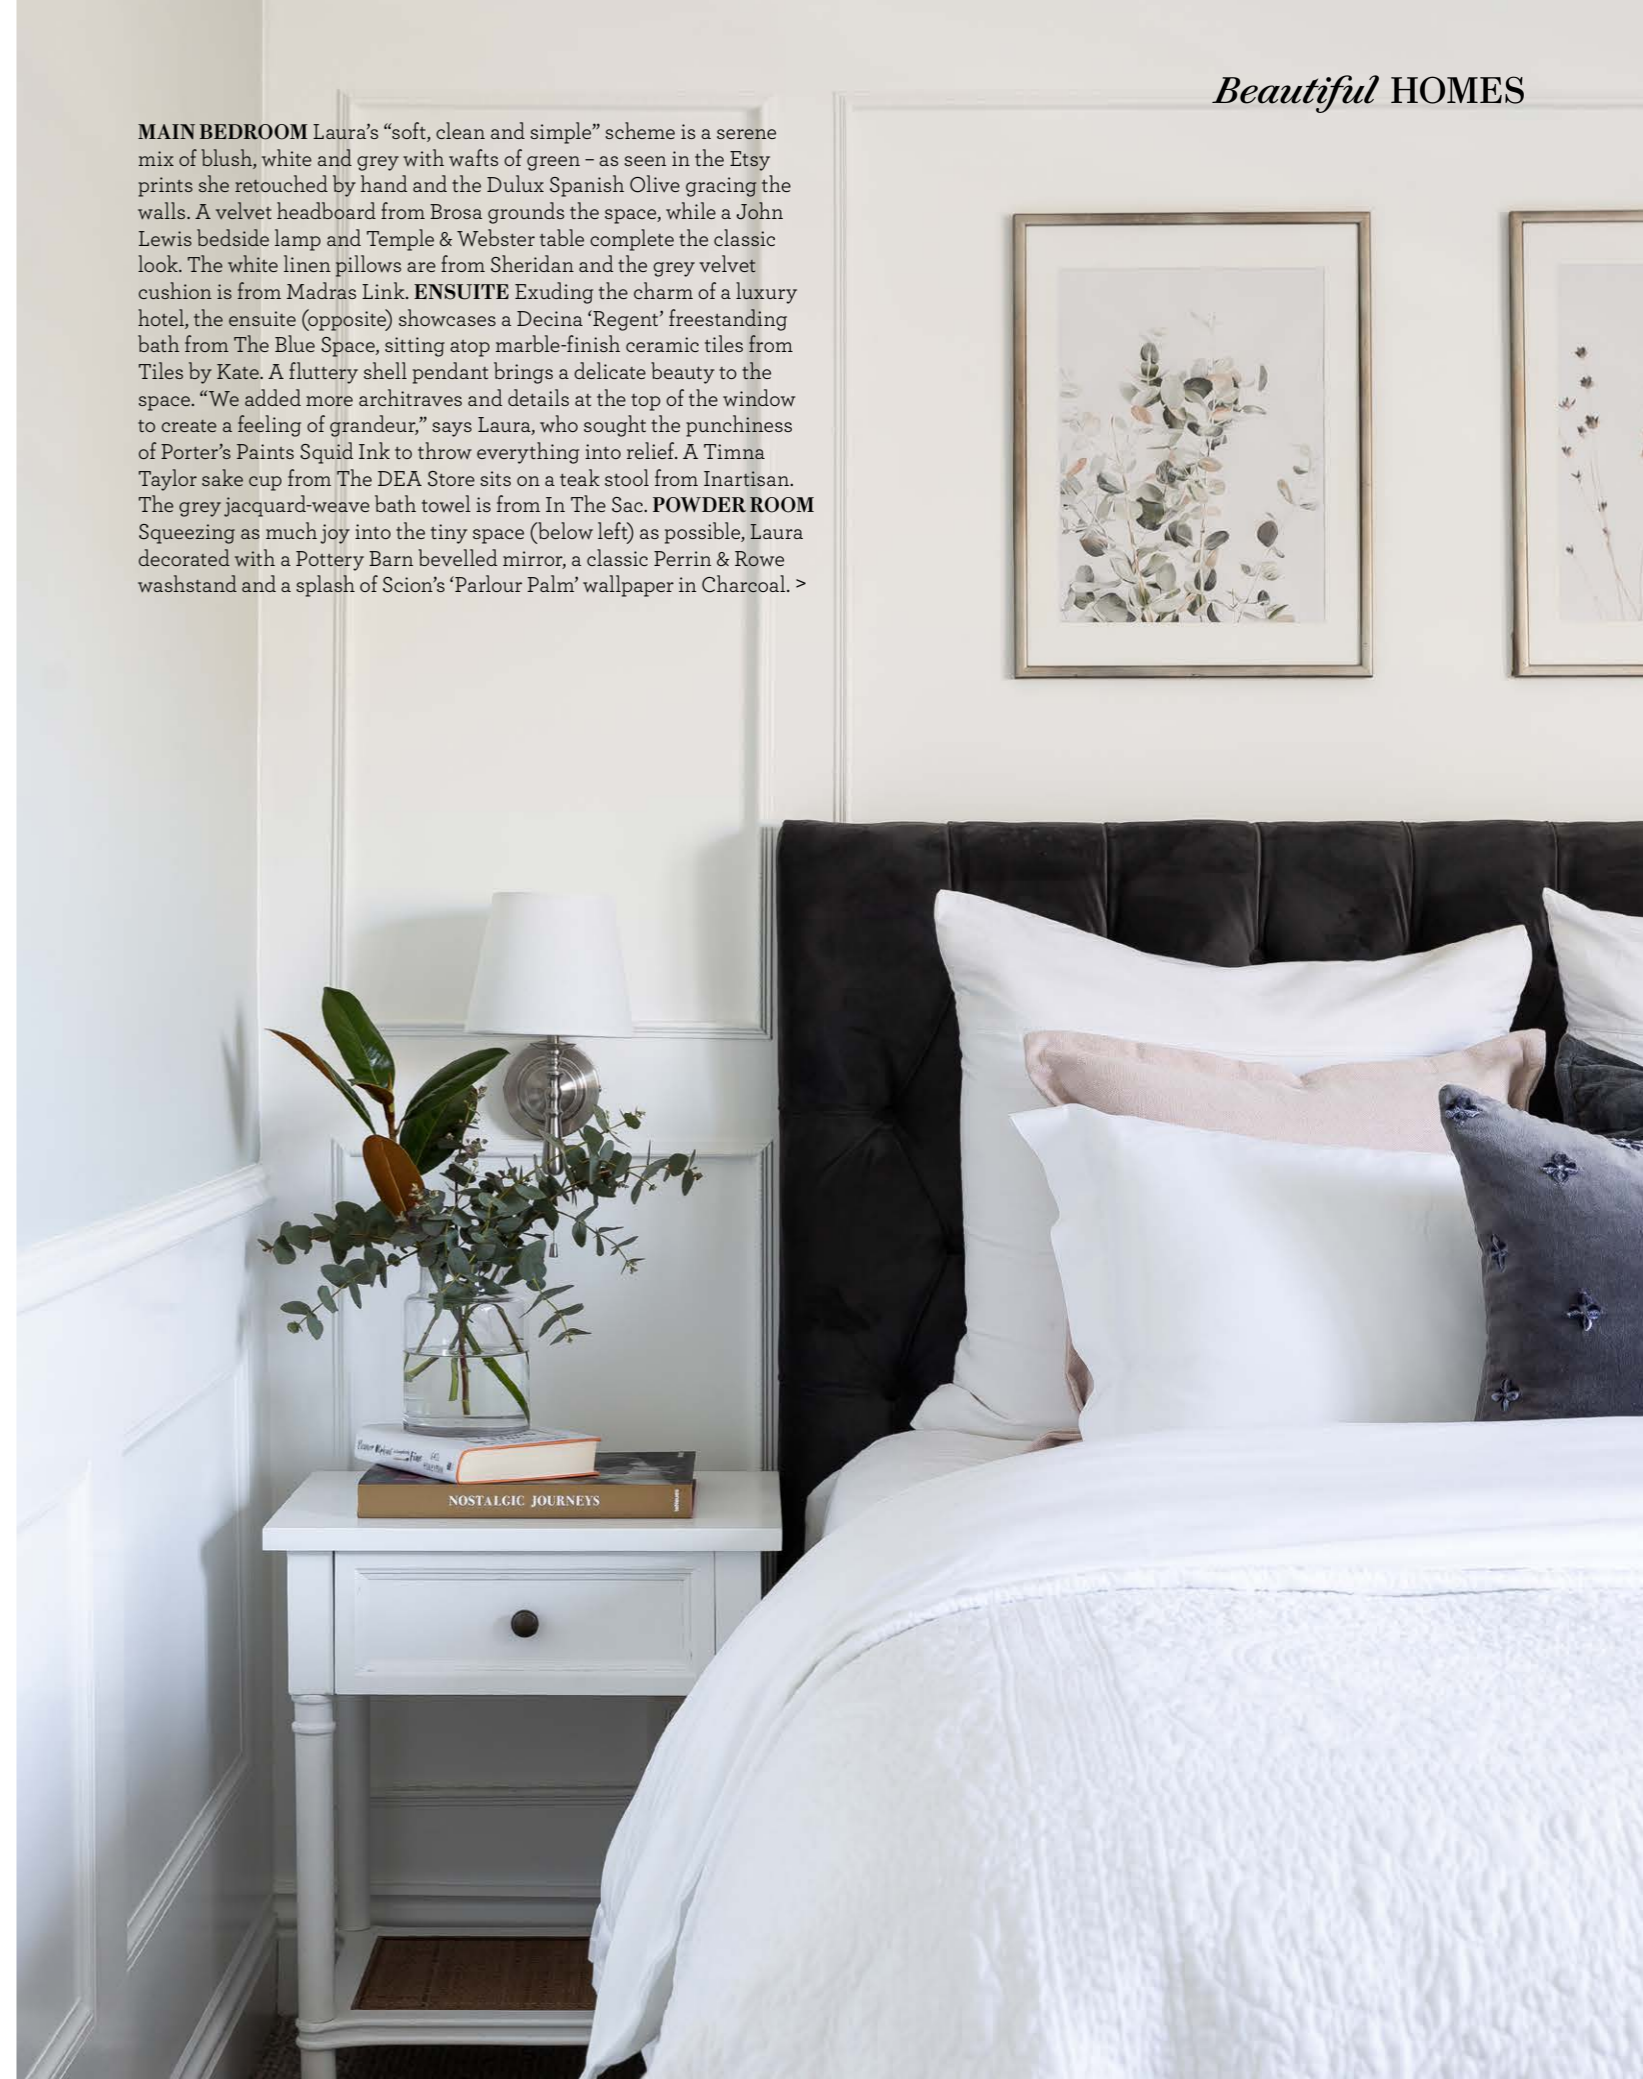 Beautiful HOMES
MAIN BEDROOM Laura’s “soft, clean and simple” scheme is a serene
mix of blush, white and grey with wafts of green – as seen in the Etsy
prints she retouched by hand and the Dulux Spanish Olive gracing the
walls. A velvet headboard from Brosa grounds the space, while a John
Lewis bedside lamp and Temple & Webster table complete the classic
look. The white linen pillows are from Sheridan and the grey velvet
cushion is from Madras Link. ENSUITE Exuding the charm of a luxury
hotel, the ensuite (opposite) showcases a Decina ‘Regent’ freestanding
bath from The Blue Space, sitting atop marble-finish ceramic tiles from
Tiles by Kate. A fluttery shell pendant brings a delicate beauty to the
space. “We added more architraves and details at the top of the window
to create a feeling of grandeur,” says Laura, who sought the punchiness
of Porter’s Paints Squid Ink to throw everything into relief. A Timna
Taylor sake cup from The DEA Store sits on a teak stool from Inartisan.
The grey jacquard-weave bath towel is from In The Sac. POWDER ROOM
Squeezing as much joy into the tiny space (below left) as possible, Laura
decorated with a Pottery Barn bevelled mirror, a classic Perrin & Rowe
washstand and a splash of Scion’s ‘Parlour Palm’ wallpaper in Charcoal. >
NOSTALGIC JOURNEYS